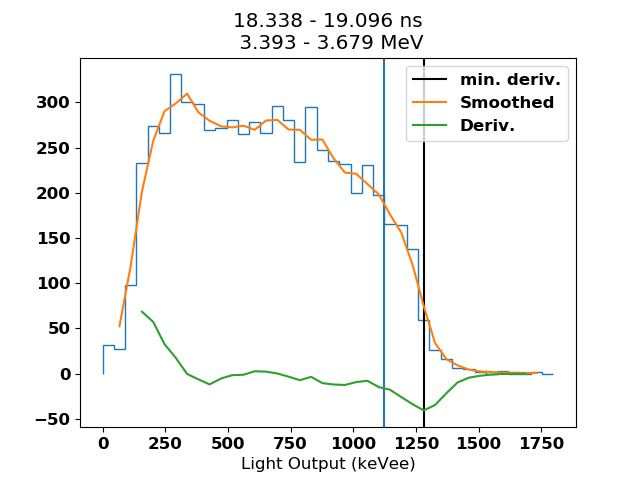 18.338 - 19.096 ns
3.393 - 3.679 MeV
min. deriv.
Smoothed
Deriv.
300
250
200
150
100
50
0
−50
0 250 500 750 1000 1250 1500 1750
Light Output (keVee)